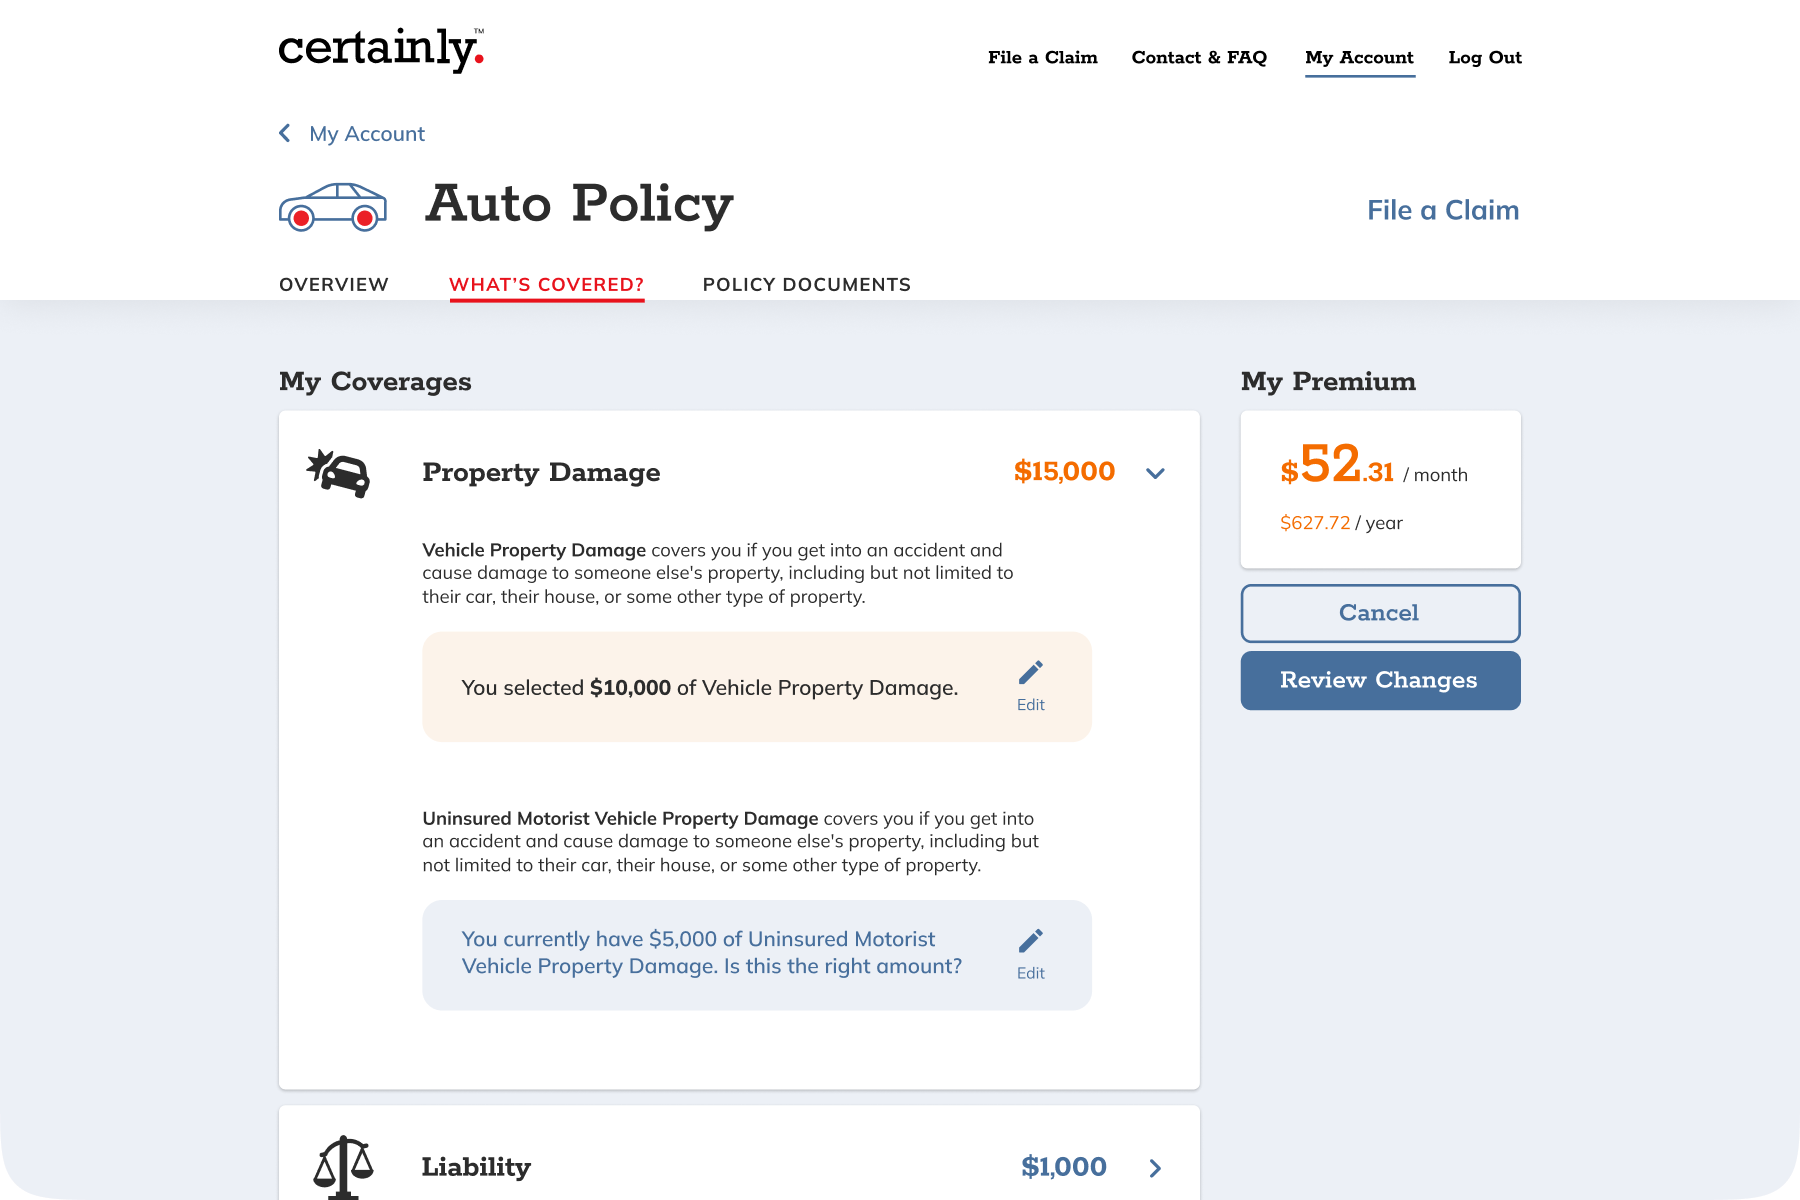 certainly.™
File a Claim Contact & FAQ My Account Log Out
My Account
Auto Policy
File a Claim
OVERVIEW WHAT’S COVERED? POLICY DOCUMENTS
My Coverages
Property Damage $15,000
Vehicle Property Damage covers you if you get into an accident and
cause damage to someone else's property, including but not limited to
their car, their house, or some other type of property.
You selected $10,000 of Vehicle Property Damage.
Edit
Uninsured Motorist Vehicle Property Damage covers you if you get into
an accident and cause damage to someone else's property, including but
not limited to their car, their house, or some other type of property.
You currently have $5,000 of Uninsured Motorist
Vehicle Property Damage. Is this the right amount?
Edit
Liability $1,000
My Premium
$52.31 / month
$627.72 / year
Cancel
Review Changes